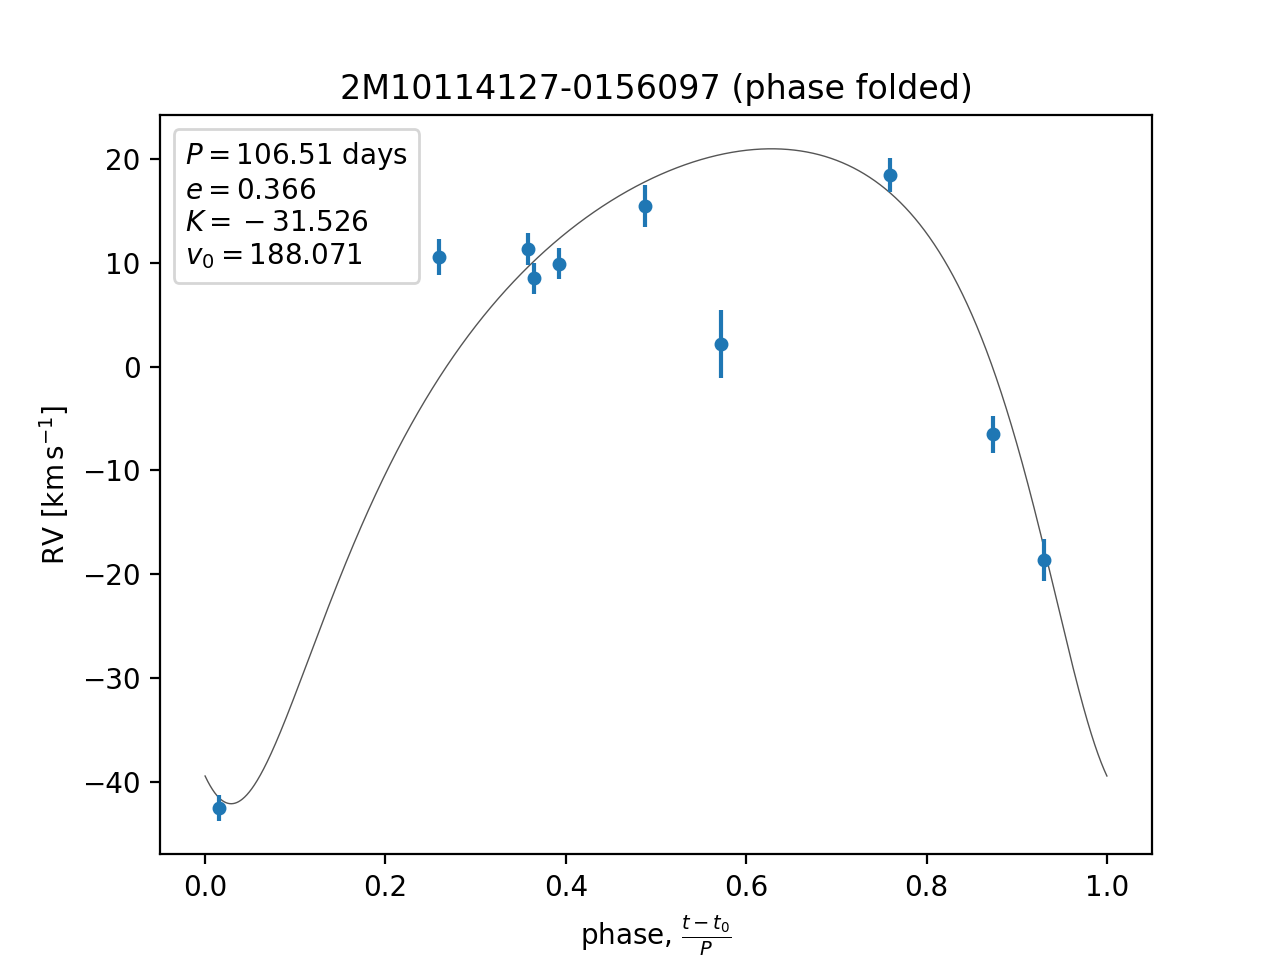 2M10114127-0156097 (phase folded)
P = 106.51 days
e = 0.366
K = −31.526
v₀ = 188.071
RV [km s⁻¹]
20
10
0
−10
−20
−30
−40
0.0 0.2 0.4 0.6 0.8 1.0
phase, (t − t₀)/P